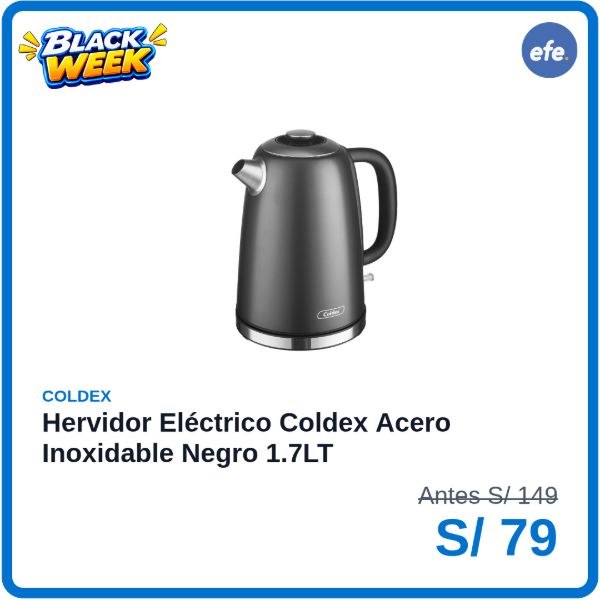 BLACK
WEEK
efe.
Coldex
COLDEX
Hervidor Eléctrico Coldex Acero
Inoxidable Negro 1.7LT
Antes S/ 149
S/ 79